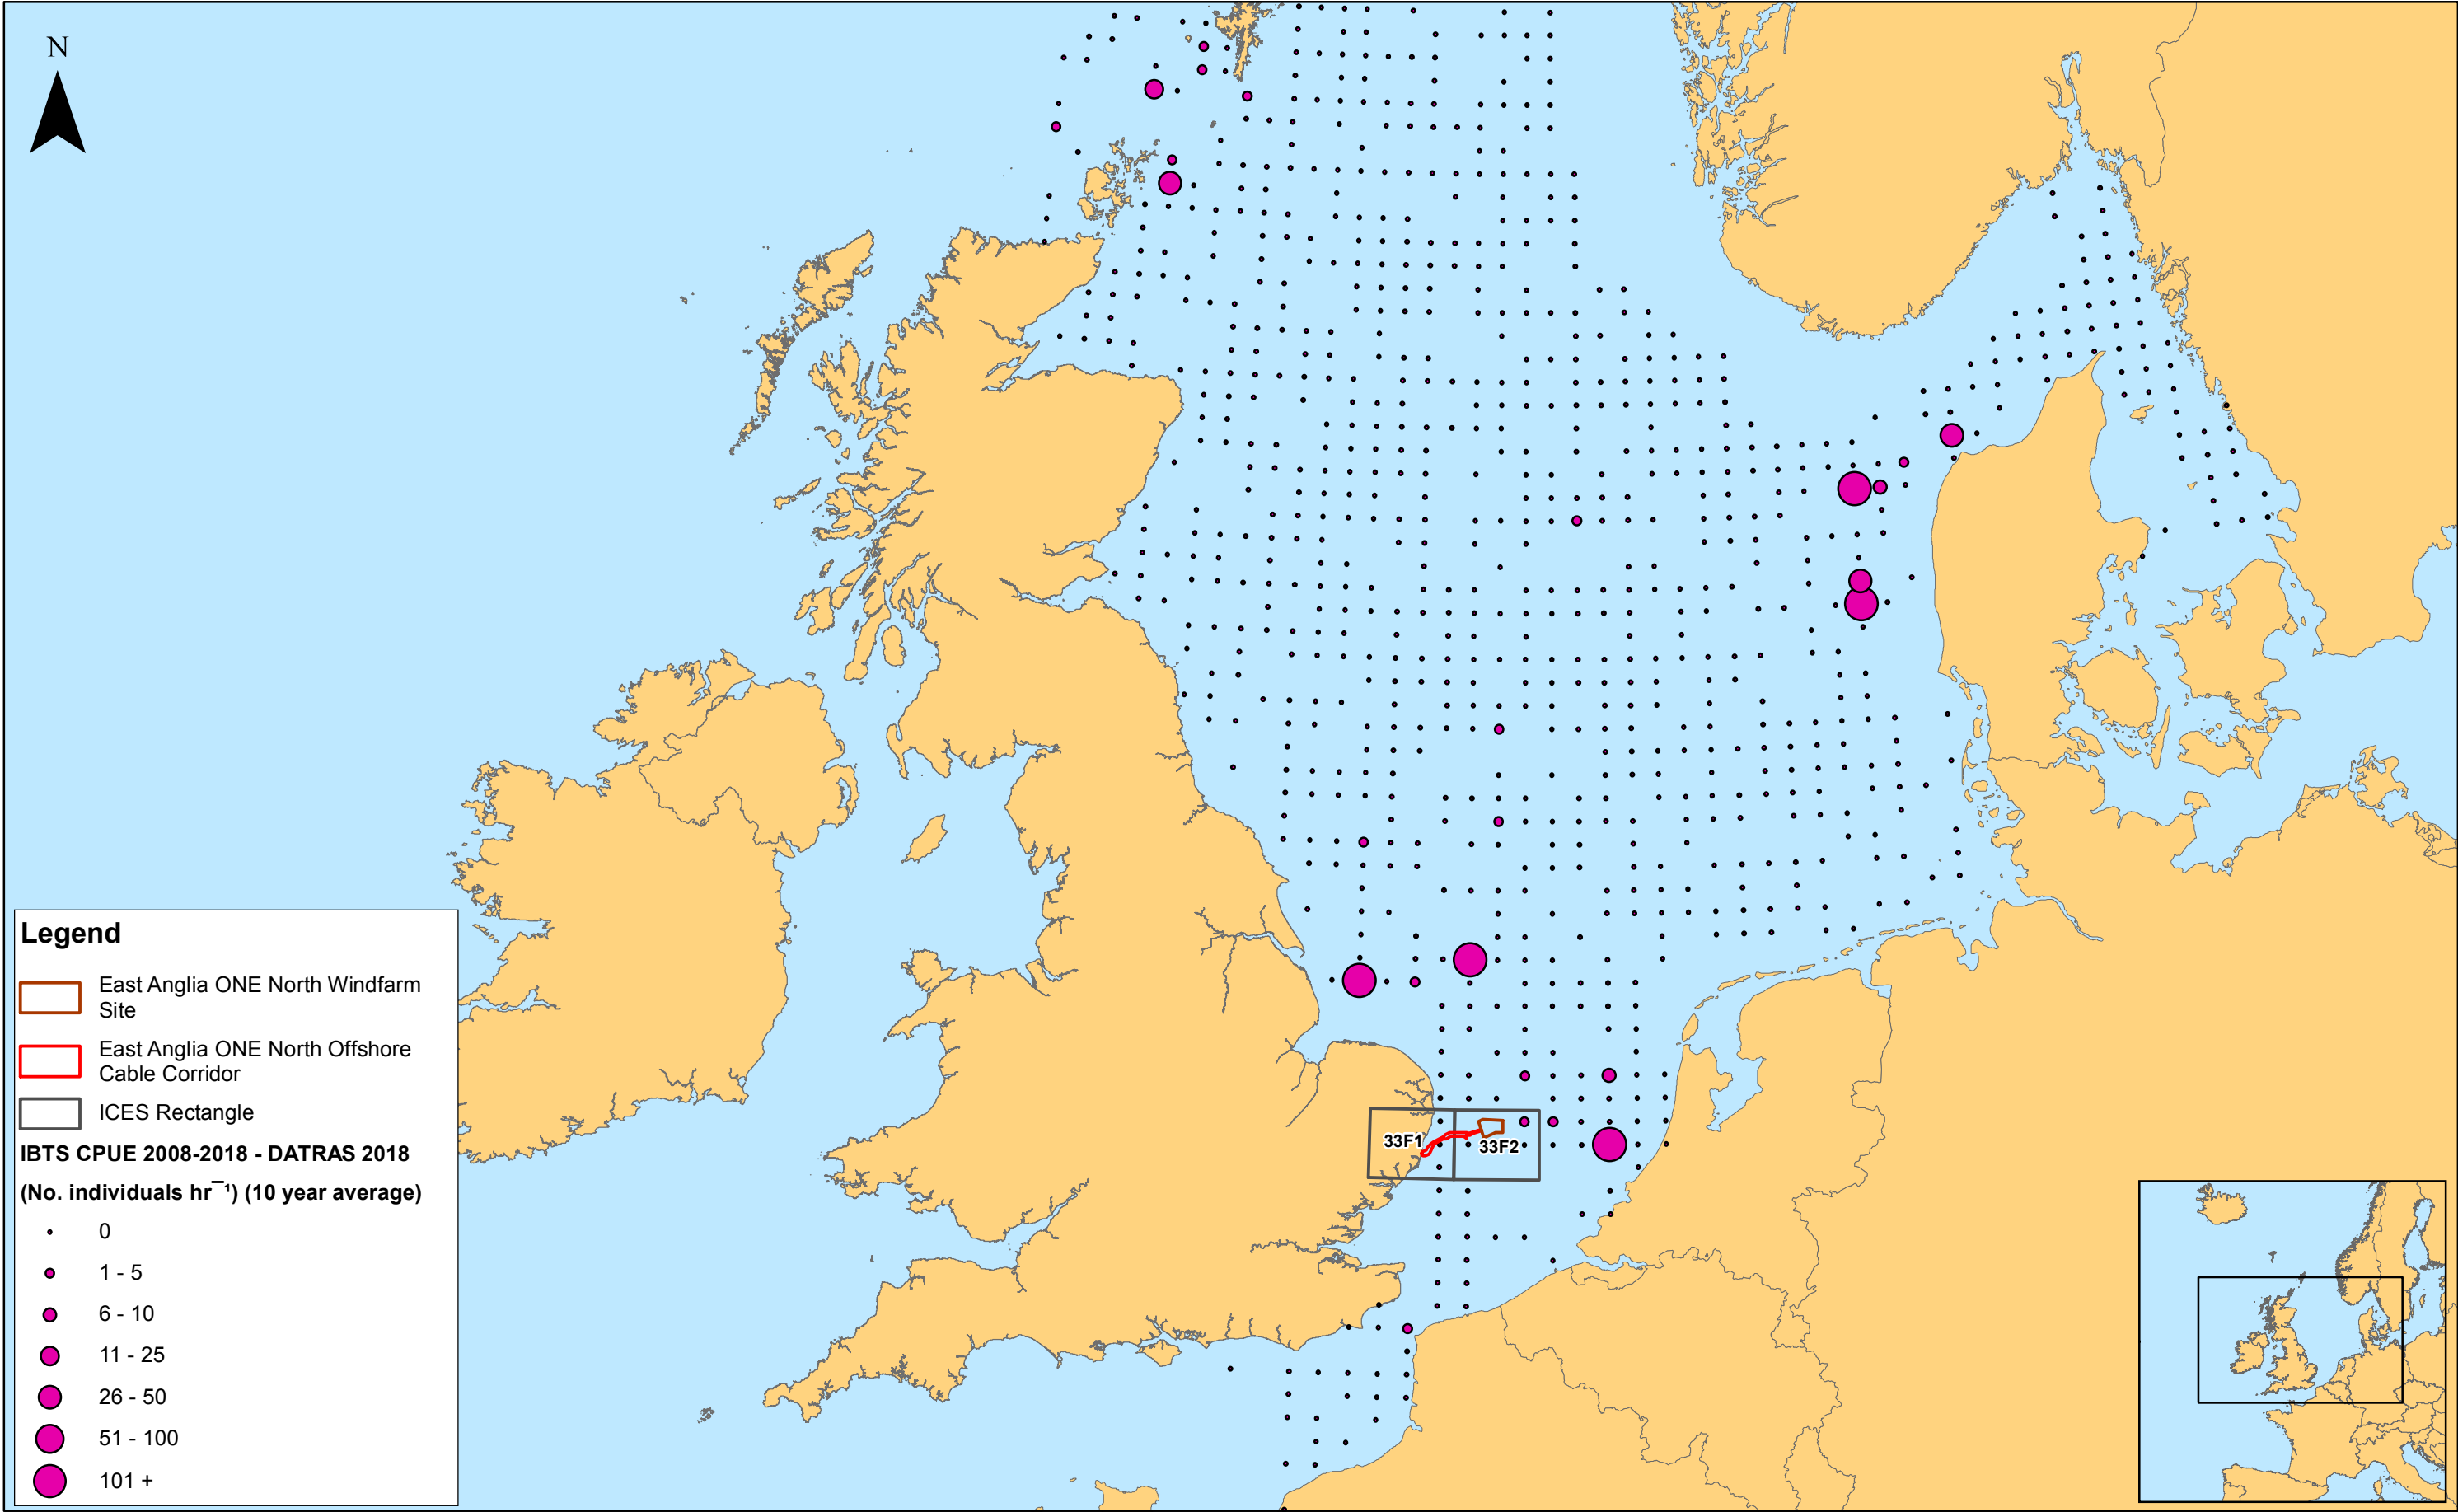 N
33F1
33F2
Legend
East Anglia ONE North Windfarm
Site
East Anglia ONE North Offshore
Cable Corridor
ICES Rectangle
IBTS CPUE 2008-2018 - DATRAS 2018
(No. individuals hr⁻¹) (10 year average)
0
1 - 5
6 - 10
11 - 25
26 - 50
51 - 100
101 +